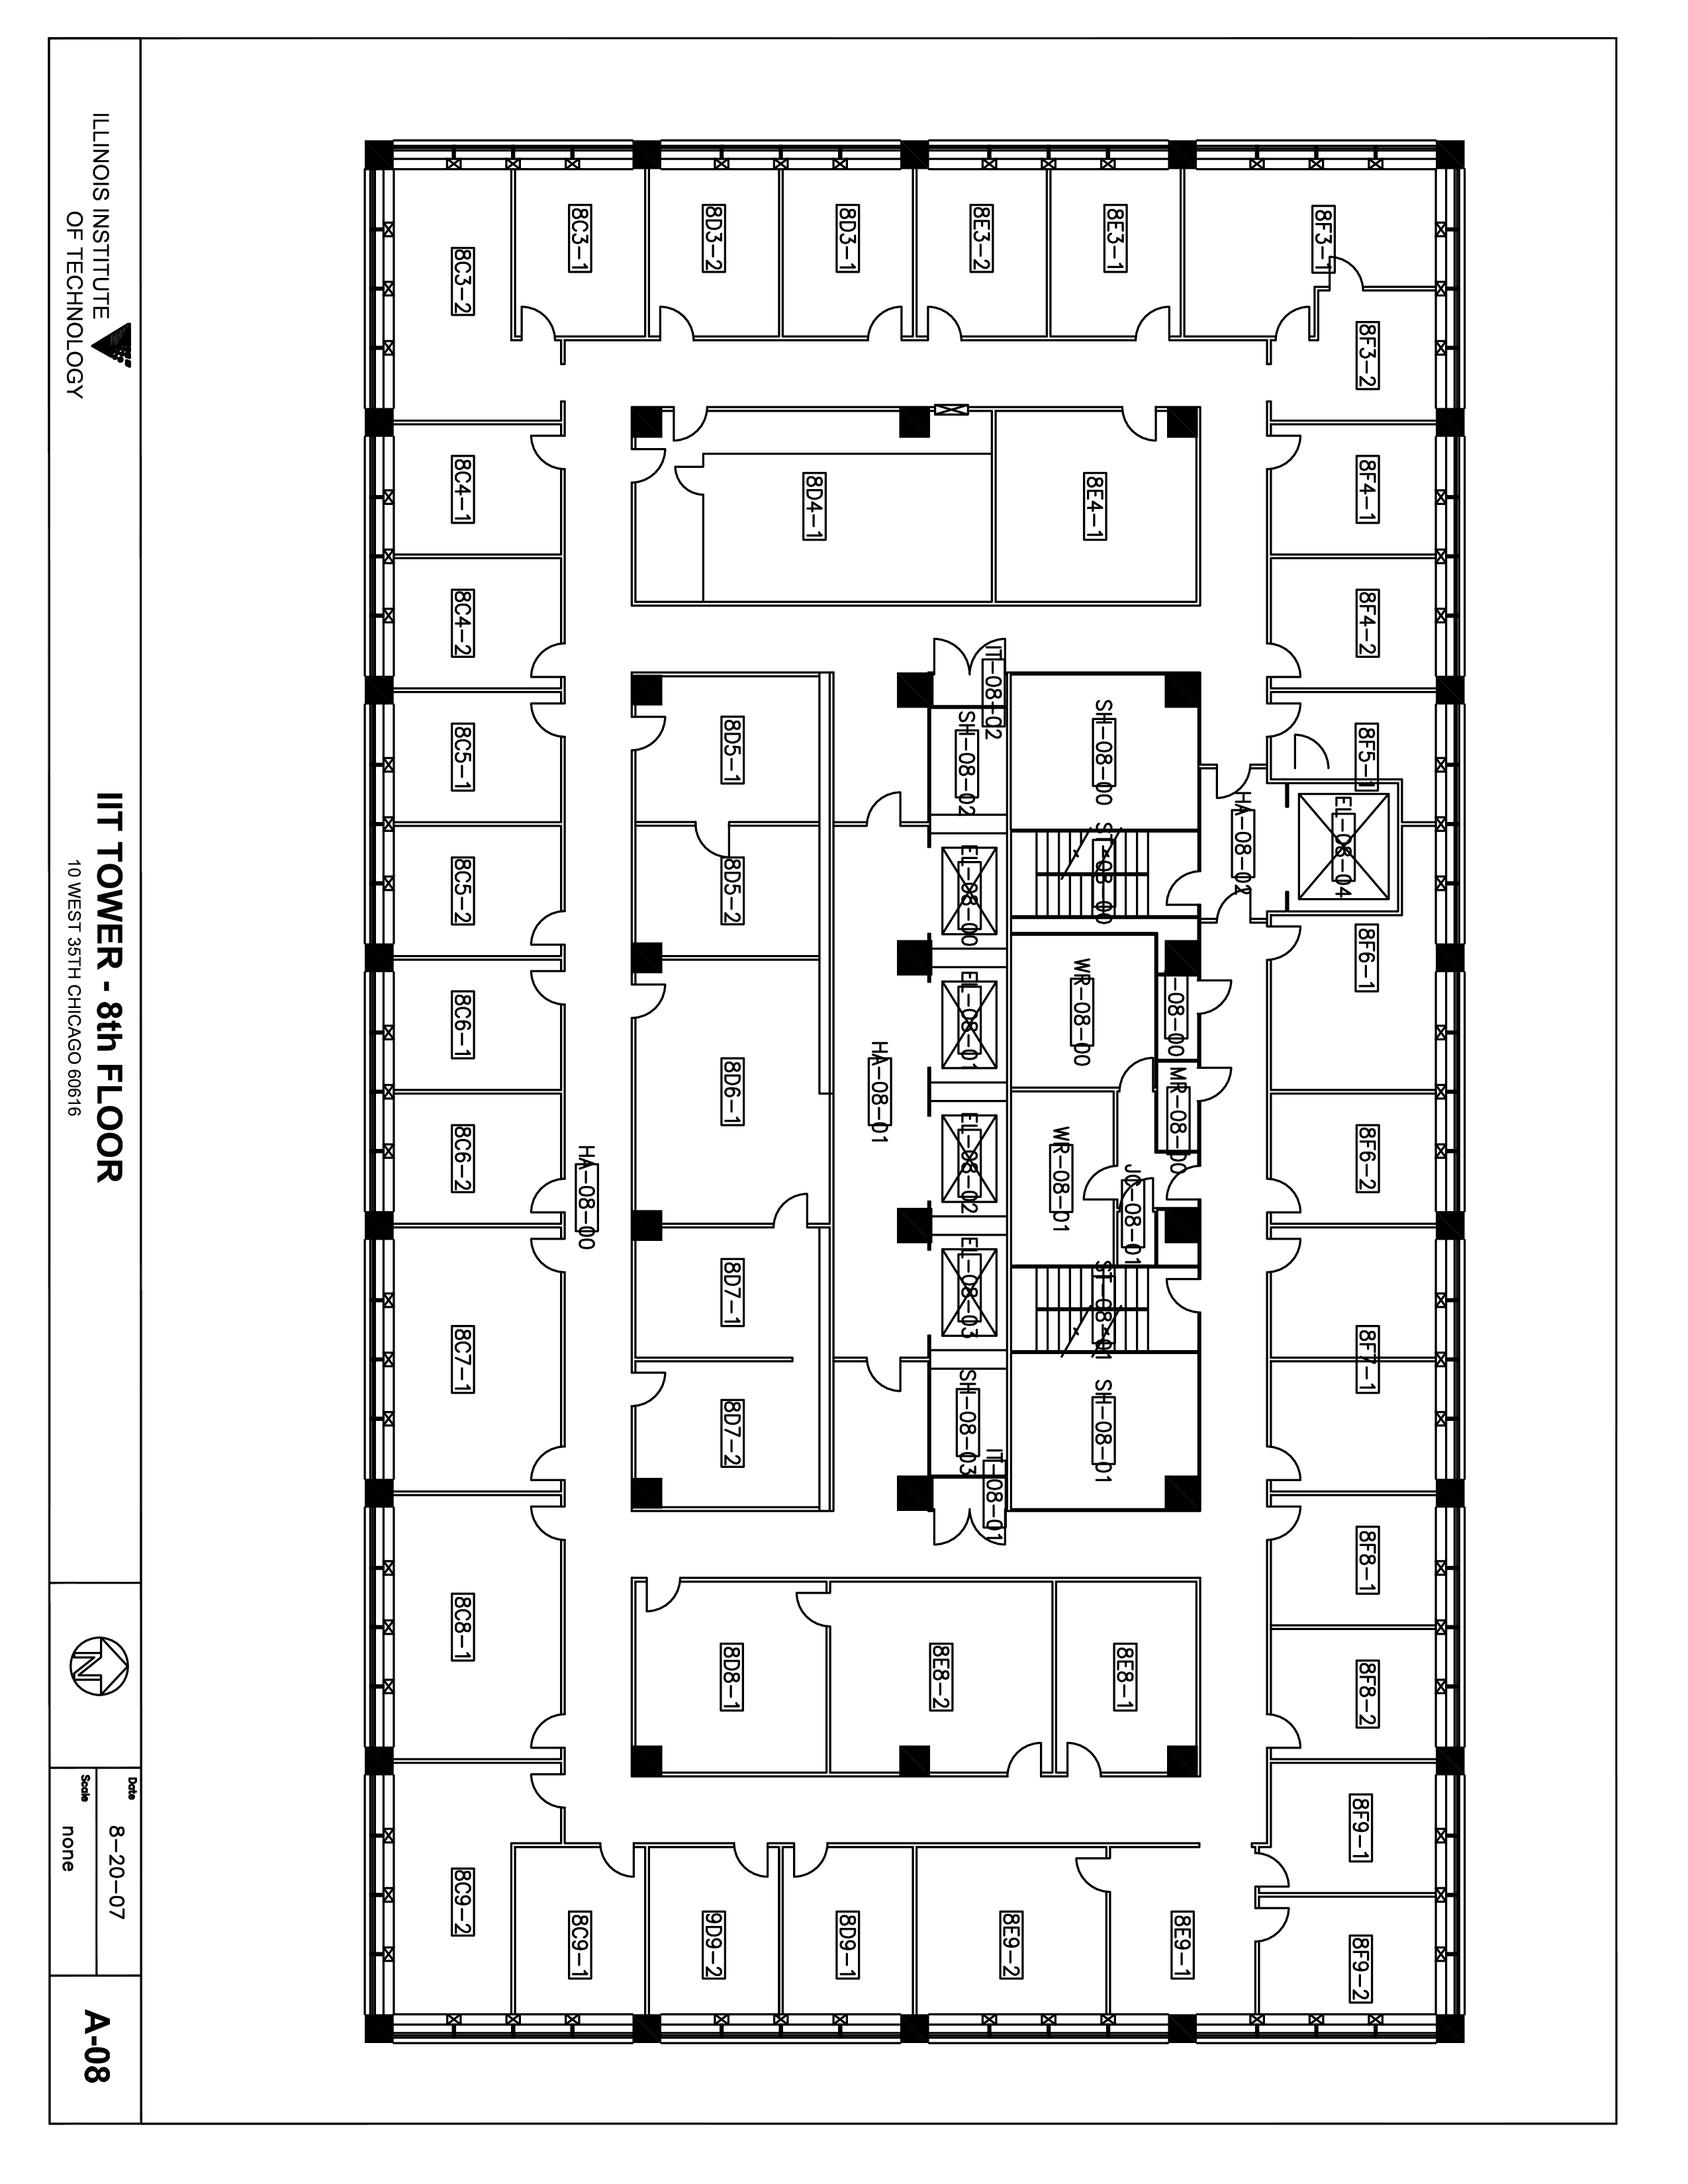 8F3-1
8F3-2
8F4-1
8F4-2
8F5-1
EL-08-04
8F6-1
8F6-2
8F7-1
8F8-1
8F8-2
8F9-1
8F9-2
HA-08-02
8E3-1
8E3-2
8D3-1
8D3-2
8C3-1
8C3-2
8E4-1
8D4-1
SH-08-00
ST-08-00
WR-08-00
-08-00
MR-08-00
WR-08-01
JC-08-01
ST-08-01
SH-08-01
IT-08-02
SH-08-02
EL-08-00
EL-08-01
EL-08-02
EL-08-03
SH-08-03
IT-08-01
HA-08-01
8D5-1
8D5-2
8D6-1
8D7-1
8D7-2
8E8-1
8E8-2
8D8-1
8E9-1
8E9-2
8D9-1
9D9-2
8C9-1
8C9-2
HA-08-00
8C4-1
8C4-2
8C5-1
8C5-2
8C6-1
8C6-2
8C7-1
8C8-1
ILLINOIS INSTITUTE
OF TECHNOLOGY
IIT TOWER - 8th FLOOR
10 WEST 35TH CHICAGO 60616
N
Date 8-20-07
Scale none
A-08